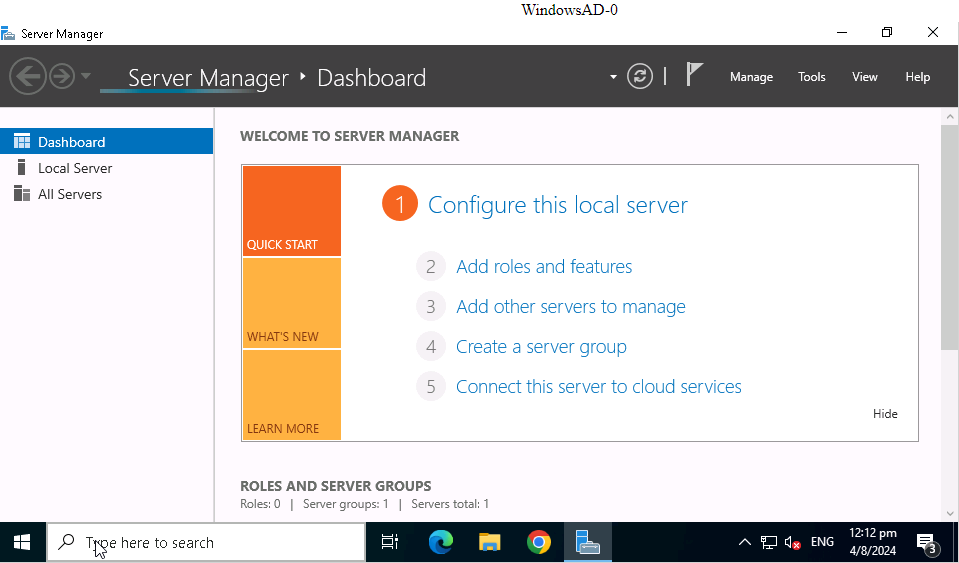 WindowsAD-0
Server Manager
Server Manager Dashboard
Manage Tools View Help
Dashboard
Local Server
All Servers
WELCOME TO SERVER MANAGER
QUICK START
WHAT'S NEW
LEARN MORE
1 Configure this local server
2 Add roles and features
3 Add other servers to manage
4 Create a server group
5 Connect this server to cloud services
Hide
ROLES AND SERVER GROUPS
Roles: 0 | Server groups: 1 | Servers total: 1
Type here to search
ENG
12:12 pm
4/8/2024
3